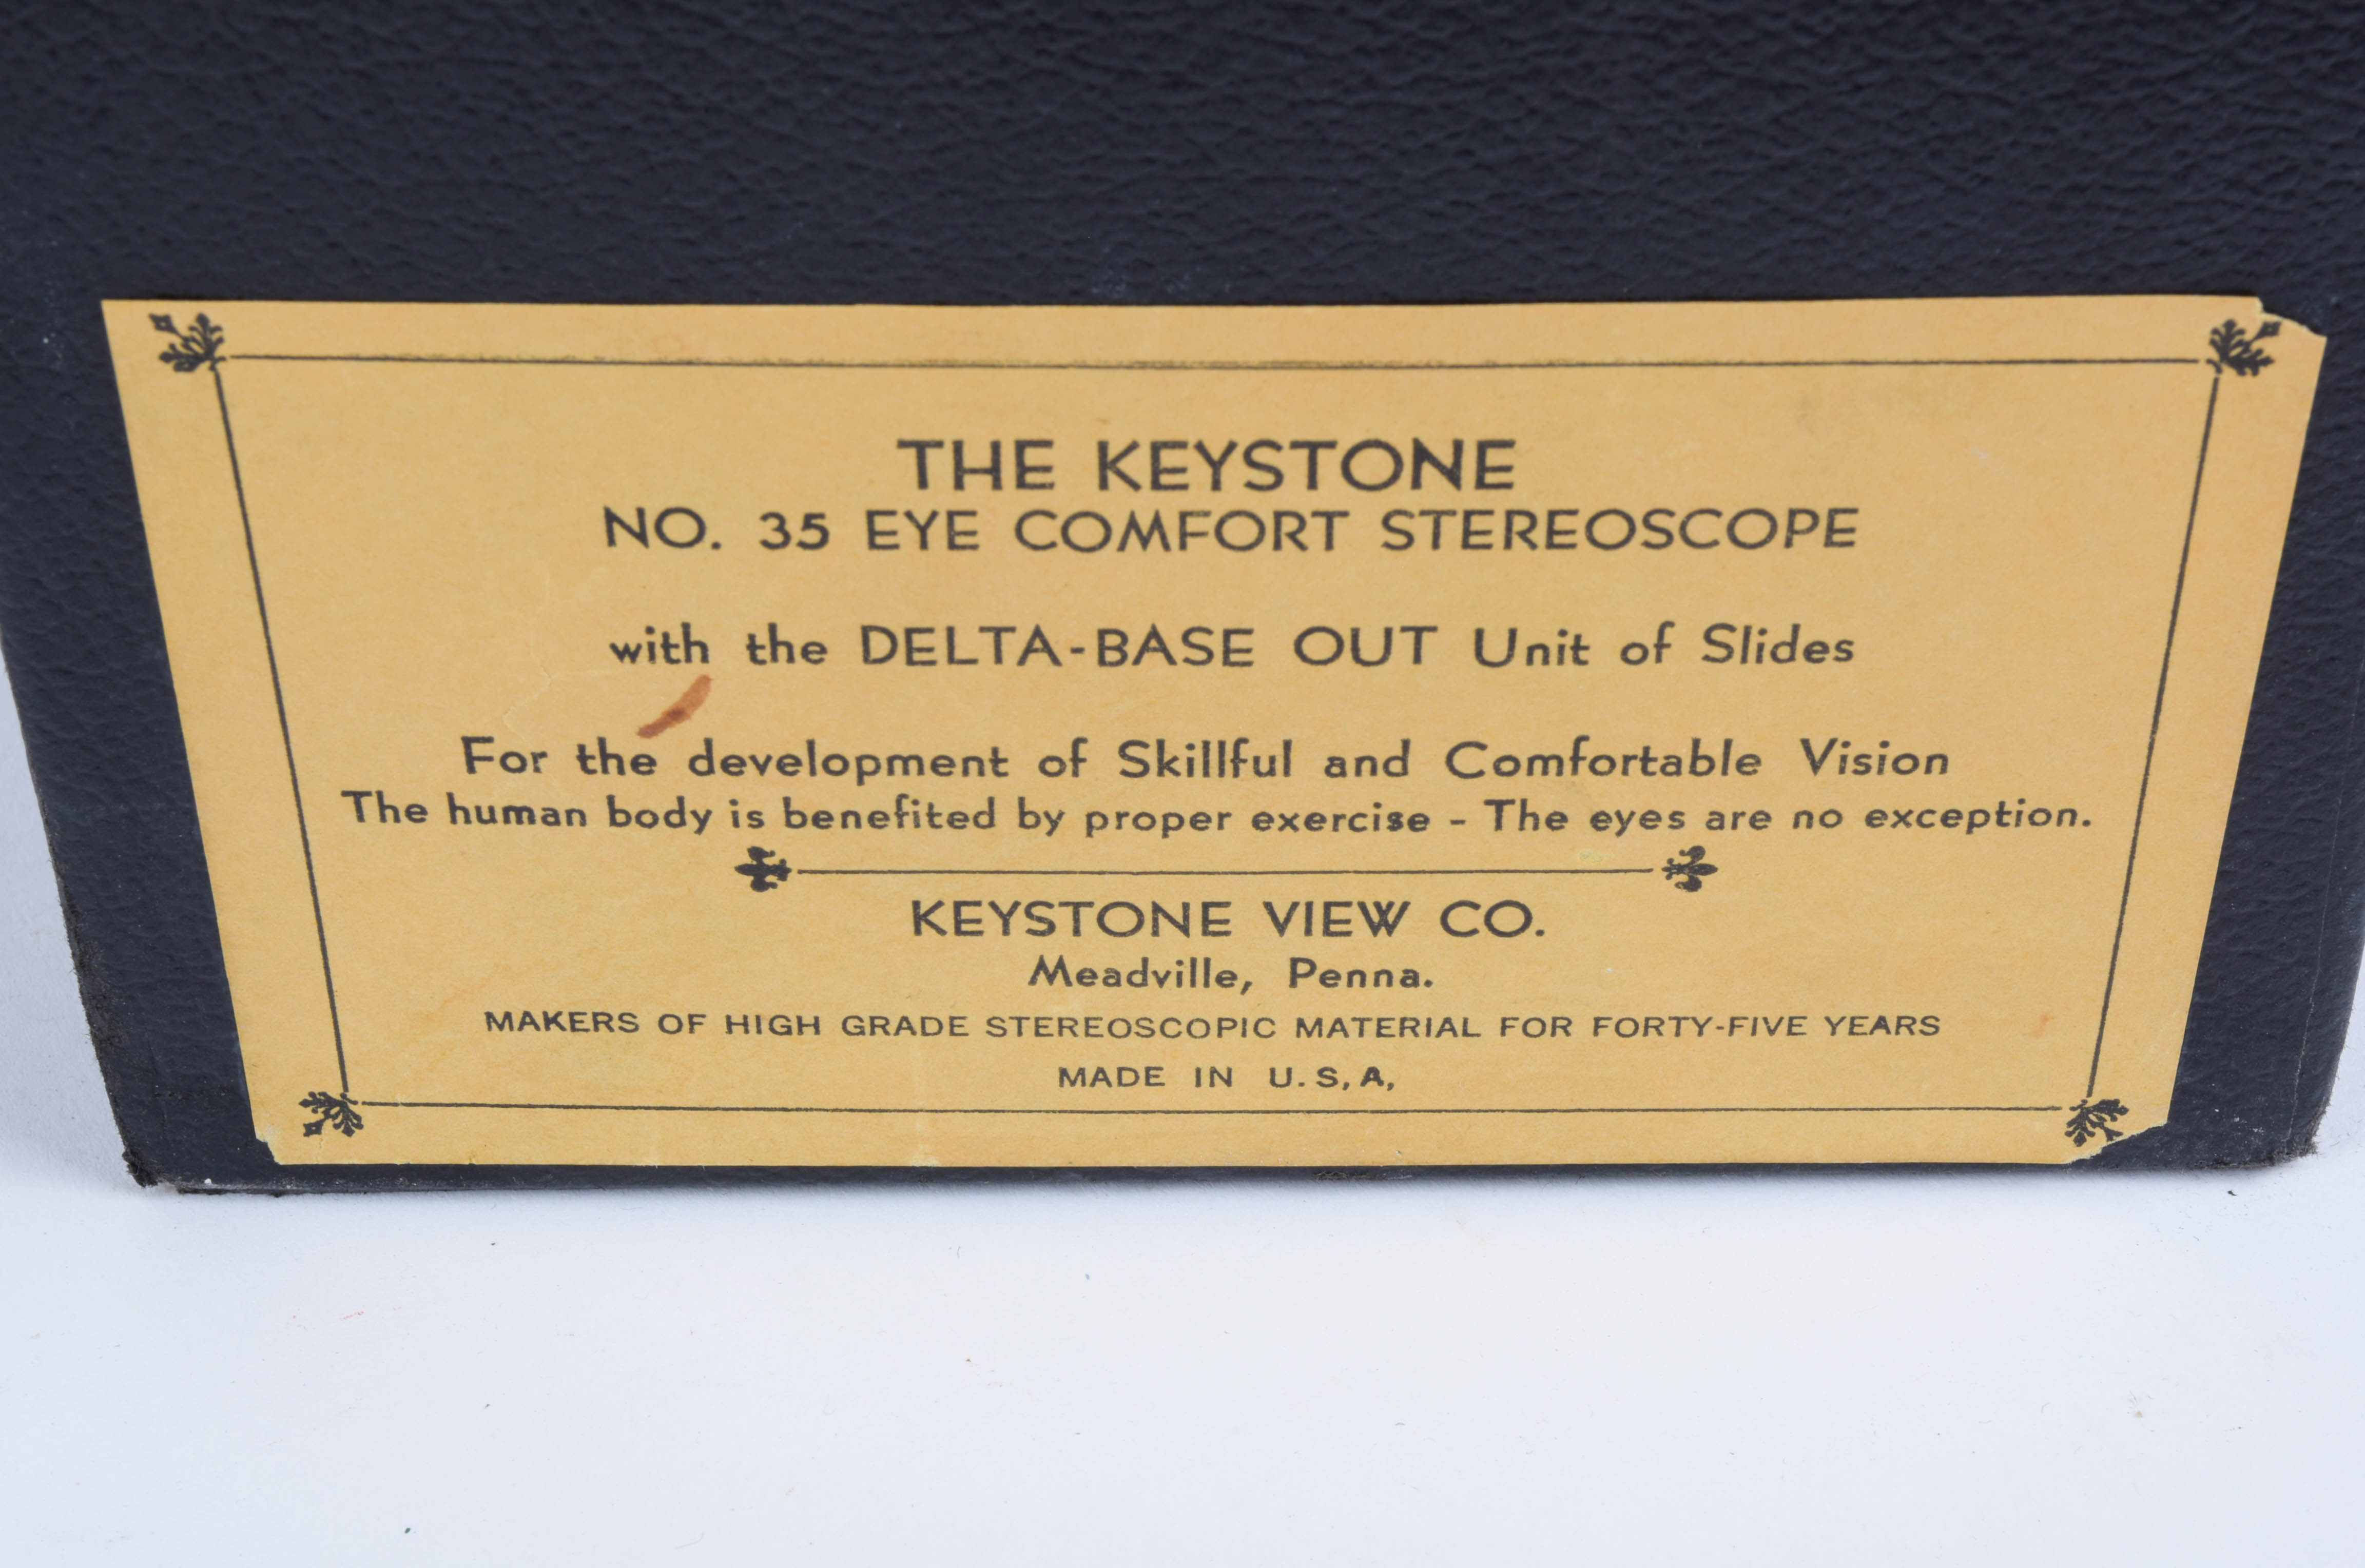 THE KEYSTONE
NO. 35 EYE COMFORT STEREOSCOPE
with the DELTA-BASE OUT Unit of Slides
For the development of Skillful and Comfortable Vision
The human body is benefited by proper exercise - The eyes are no exception.
KEYSTONE VIEW CO.
Meadville, Penna.
MAKERS OF HIGH GRADE STEREOSCOPIC MATERIAL FOR FORTY-FIVE YEARS
MADE IN U.S,A,